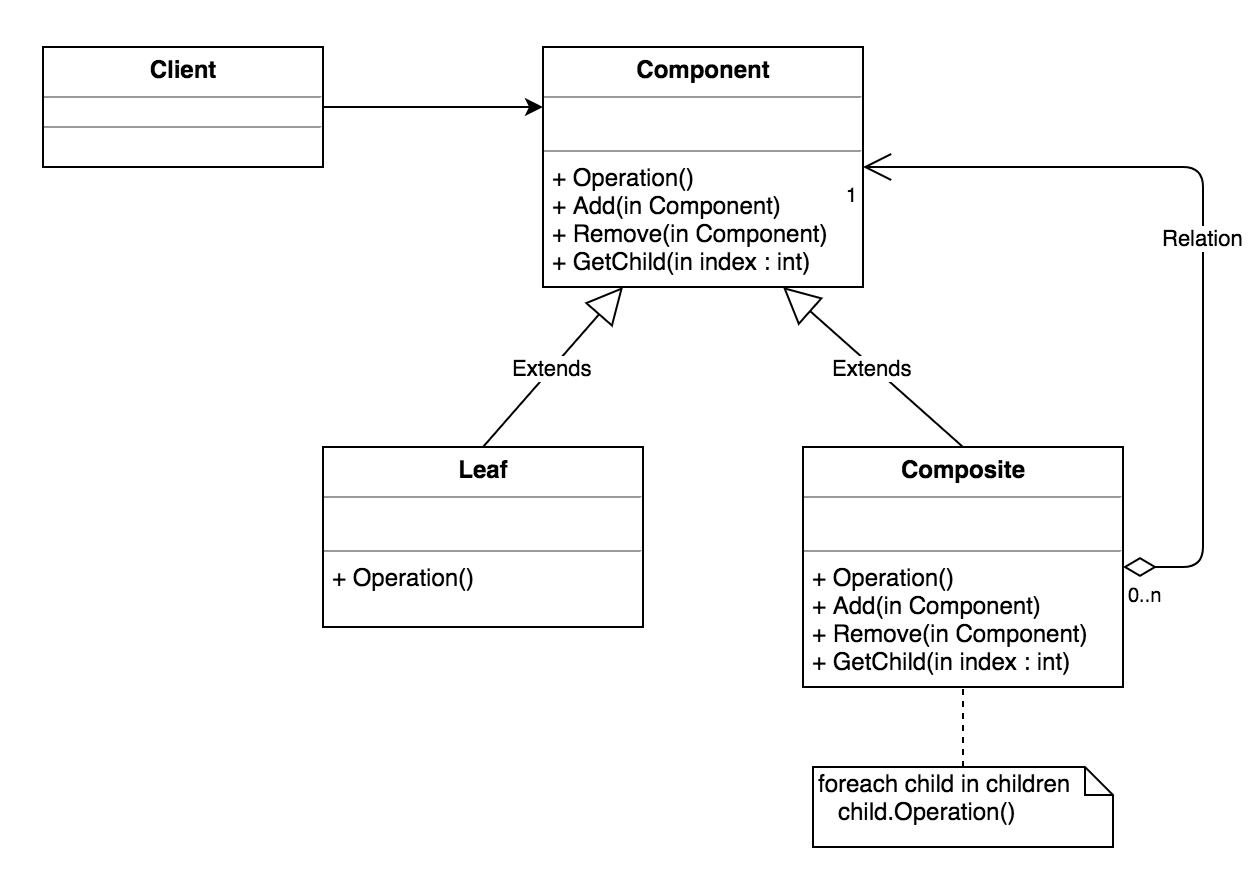 Client
Component
+ Operation()
+ Add(in Component)
+ Remove(in Component)
+ GetChild(in index : int)
1
Relation
Extends
Extends
Leaf
+ Operation()
Composite
+ Operation()
+ Add(in Component)
+ Remove(in Component)
+ GetChild(in index : int)
0..n
foreach child in children
child.Operation()